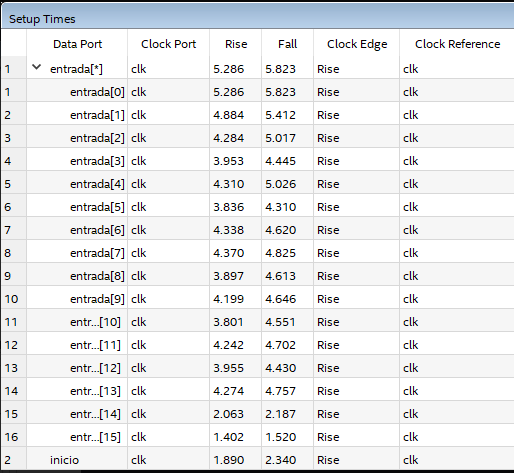 Setup Times
Data Port Clock Port Rise Fall Clock Edge Clock Reference
1 entrada[*] clk 5.286 5.823 Rise clk
1 entrada[0] clk 5.286 5.823 Rise clk
2 entrada[1] clk 4.884 5.412 Rise clk
3 entrada[2] clk 4.284 5.017 Rise clk
4 entrada[3] clk 3.953 4.445 Rise clk
5 entrada[4] clk 4.310 5.026 Rise clk
6 entrada[5] clk 3.836 4.310 Rise clk
7 entrada[6] clk 4.338 4.620 Rise clk
8 entrada[7] clk 4.370 4.825 Rise clk
9 entrada[8] clk 3.897 4.613 Rise clk
10 entrada[9] clk 4.199 4.646 Rise clk
11 entr...[10] clk 3.801 4.551 Rise clk
12 entr...[11] clk 4.242 4.702 Rise clk
13 entr...[12] clk 3.955 4.430 Rise clk
14 entr...[13] clk 4.274 4.757 Rise clk
15 entr...[14] clk 2.063 2.187 Rise clk
16 entr...[15] clk 1.402 1.520 Rise clk
2 inicio clk 1.890 2.340 Rise clk